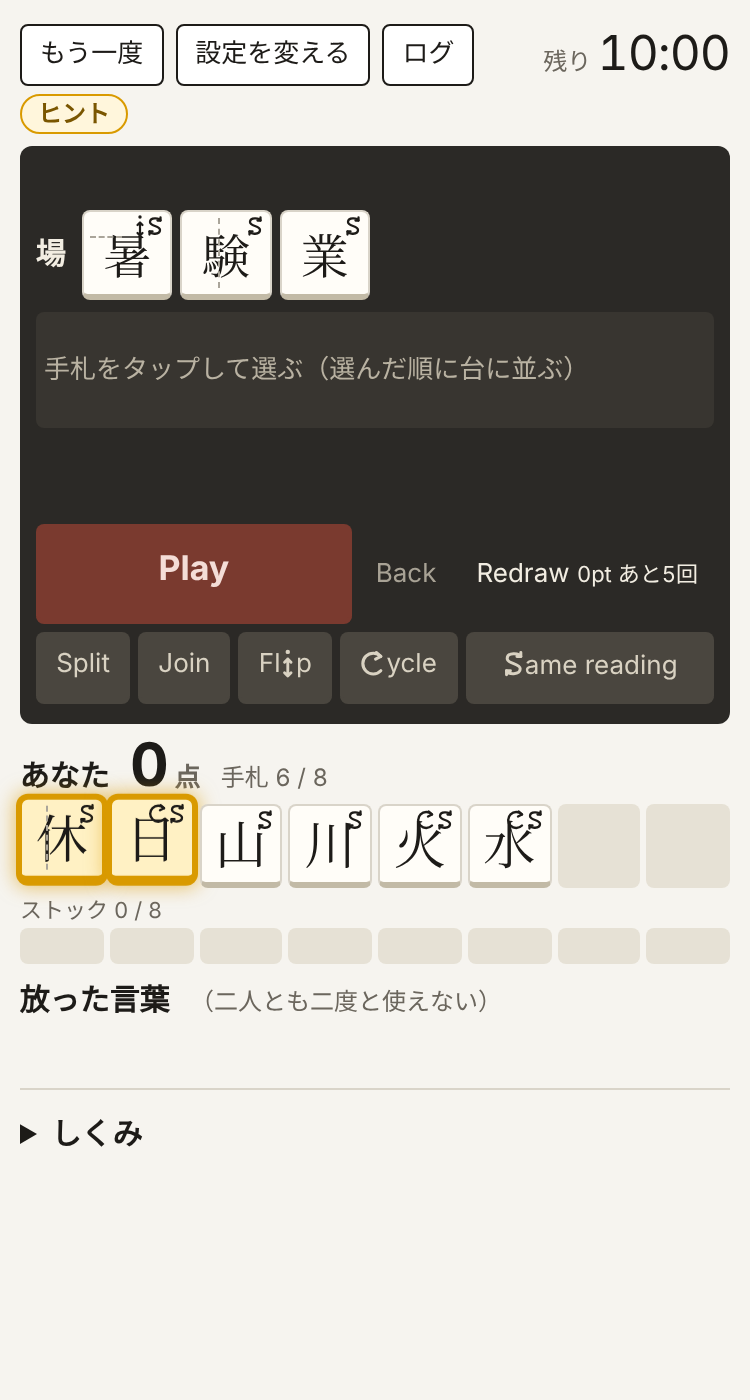 もう一度 設定を変える ログ 残り 10:00
ヒント
場 暑 S 験 S 業 S
手札をタップして選ぶ（選んだ順に台に並ぶ）
Play Back Redraw 0pt あと5回
Split Join Flip Cycle Same reading
あなた 0 点 手札 6 / 8
休 S 日 CS 山 S 川 S 火 CS 水 CS
ストック 0 / 8
放った言葉 （二人とも二度と使えない）
▶ しくみ